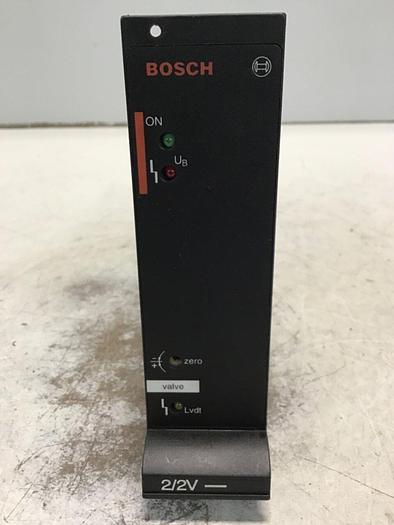 BOSCH
ON
UB
zero
valve
Lvdt
2/2V —